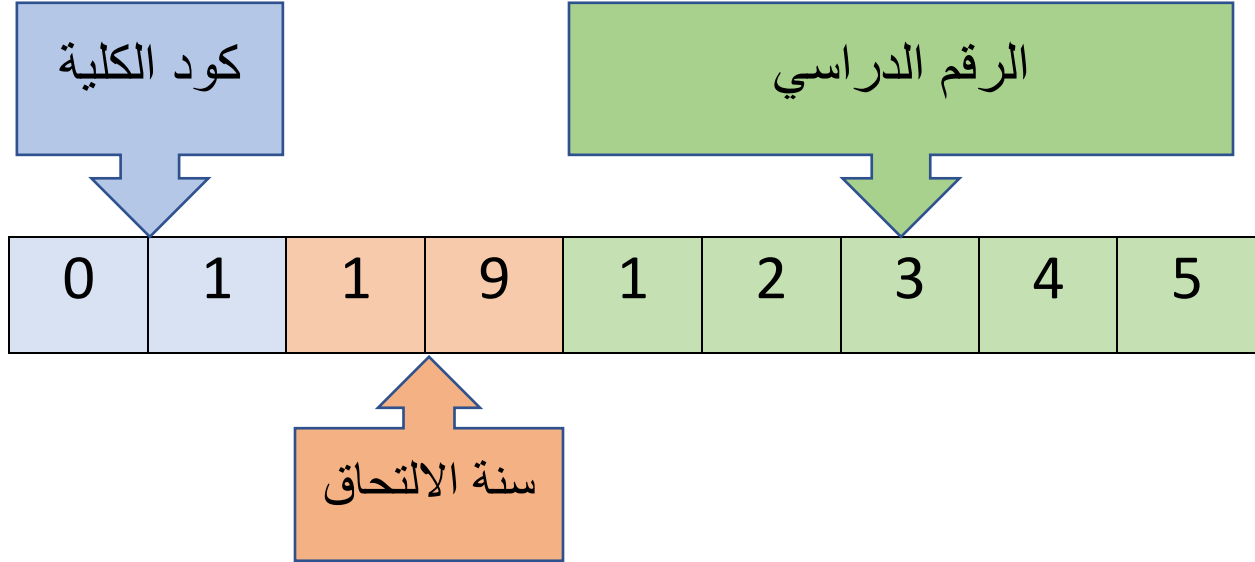 كود الكلية
الرقم الدراسي
0 1 1 9 1 2 3 4 5
سنة الالتحاق